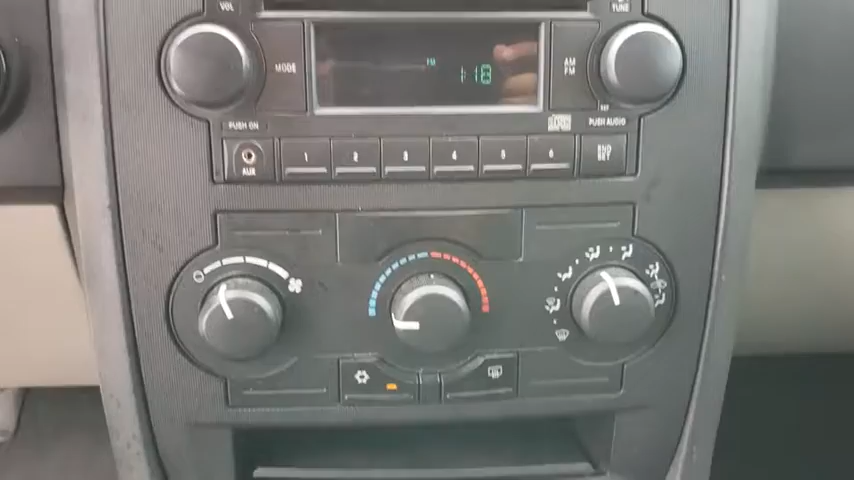 VOL
TUNE
MODE
PM
1:18
AM
FM
PUSH ON
PUSH AUDIO
AUX
1 2 3 4 5 6
RND
SET